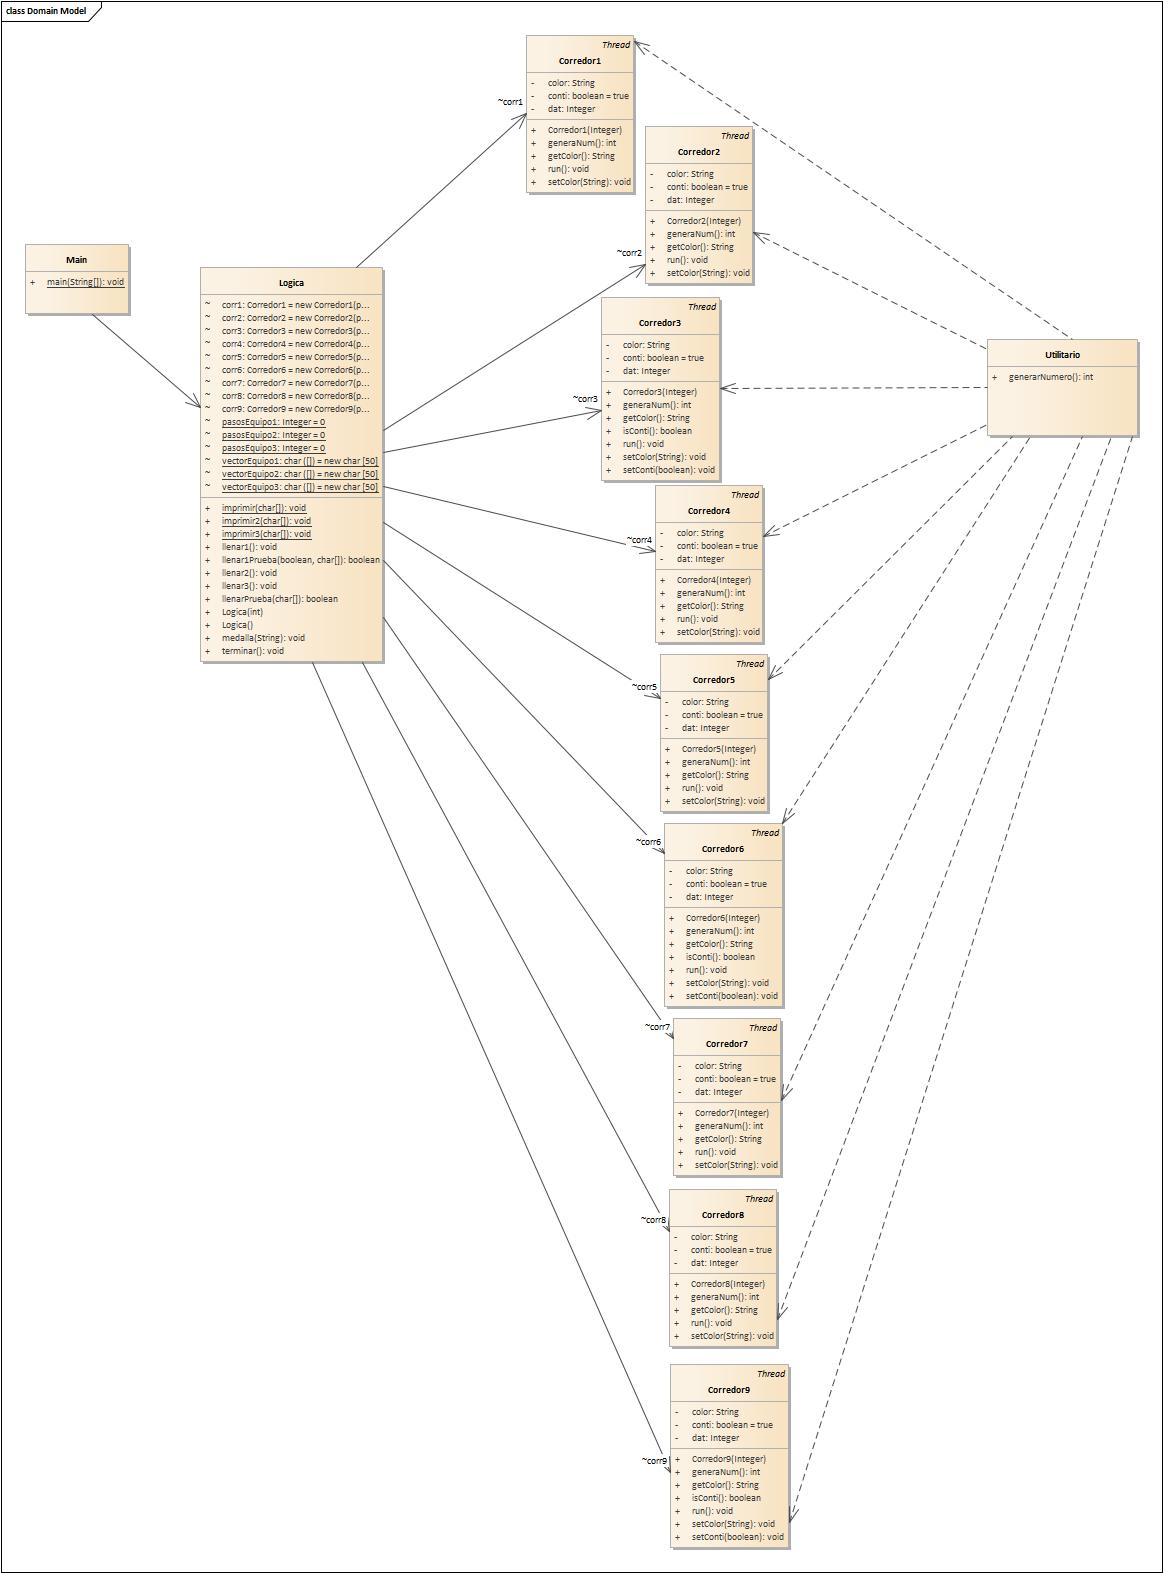 class Domain Model
Main
+ main(String[]): void
Logica
~ corr1: Corredor1 = new Corredor1(p...
~ corr2: Corredor2 = new Corredor2(p...
~ corr3: Corredor3 = new Corredor3(p...
~ corr4: Corredor4 = new Corredor4(p...
~ corr5: Corredor5 = new Corredor5(p...
~ corr6: Corredor6 = new Corredor6(p...
~ corr7: Corredor7 = new Corredor7(p...
~ corr8: Corredor8 = new Corredor8(p...
~ corr9: Corredor9 = new Corredor9(p...
~ pasosEquipo1: Integer = 0
~ pasosEquipo2: Integer = 0
~ pasosEquipo3: Integer = 0
~ vectorEquipo1: char ([]) = new char [50]
~ vectorEquipo2: char ([]) = new char [50]
~ vectorEquipo3: char ([]) = new char [50]
+ imprimir(char[]): void
+ imprimir2(char[]): void
+ imprimir3(char[]): void
+ llenar1(): void
+ llenar1Prueba(boolean, char[]): boolean
+ llenar2(): void
+ llenar3(): void
+ llenarPrueba(char[]): boolean
+ Logica(int)
+ Logica()
+ medalla(String): void
+ terminar(): void
~corr1
Thread
Corredor1
- color: String
- conti: boolean = true
- dat: Integer
+ Corredor1(Integer)
+ generaNum(): int
+ getColor(): String
+ run(): void
+ setColor(String): void
~corr2
Thread
Corredor2
- color: String
- conti: boolean = true
- dat: Integer
+ Corredor2(Integer)
+ generaNum(): int
+ getColor(): String
+ run(): void
+ setColor(String): void
~corr3
Thread
Corredor3
- color: String
- conti: boolean = true
- dat: Integer
+ Corredor3(Integer)
+ generaNum(): int
+ getColor(): String
+ isConti(): boolean
+ run(): void
+ setColor(String): void
+ setConti(boolean): void
~corr4
Thread
Corredor4
- color: String
- conti: boolean = true
- dat: Integer
+ Corredor4(Integer)
+ generaNum(): int
+ getColor(): String
+ run(): void
+ setColor(String): void
~corr5
Thread
Corredor5
- color: String
- conti: boolean = true
- dat: Integer
+ Corredor5(Integer)
+ generaNum(): int
+ getColor(): String
+ run(): void
+ setColor(String): void
~corr6
Thread
Corredor6
- color: String
- conti: boolean = true
- dat: Integer
+ Corredor6(Integer)
+ generaNum(): int
+ getColor(): String
+ isConti(): boolean
+ run(): void
+ setColor(String): void
+ setConti(boolean): void
~corr7
Thread
Corredor7
- color: String
- conti: boolean = true
- dat: Integer
+ Corredor7(Integer)
+ generaNum(): int
+ getColor(): String
+ run(): void
+ setColor(String): void
~corr8
Thread
Corredor8
- color: String
- conti: boolean = true
- dat: Integer
+ Corredor8(Integer)
+ generaNum(): int
+ getColor(): String
+ run(): void
+ setColor(String): void
~corr9
Thread
Corredor9
- color: String
- conti: boolean = true
- dat: Integer
+ Corredor9(Integer)
+ generaNum(): int
+ getColor(): String
+ isConti(): boolean
+ run(): void
+ setColor(String): void
+ setConti(boolean): void
Utilitario
+ generarNumero(): int